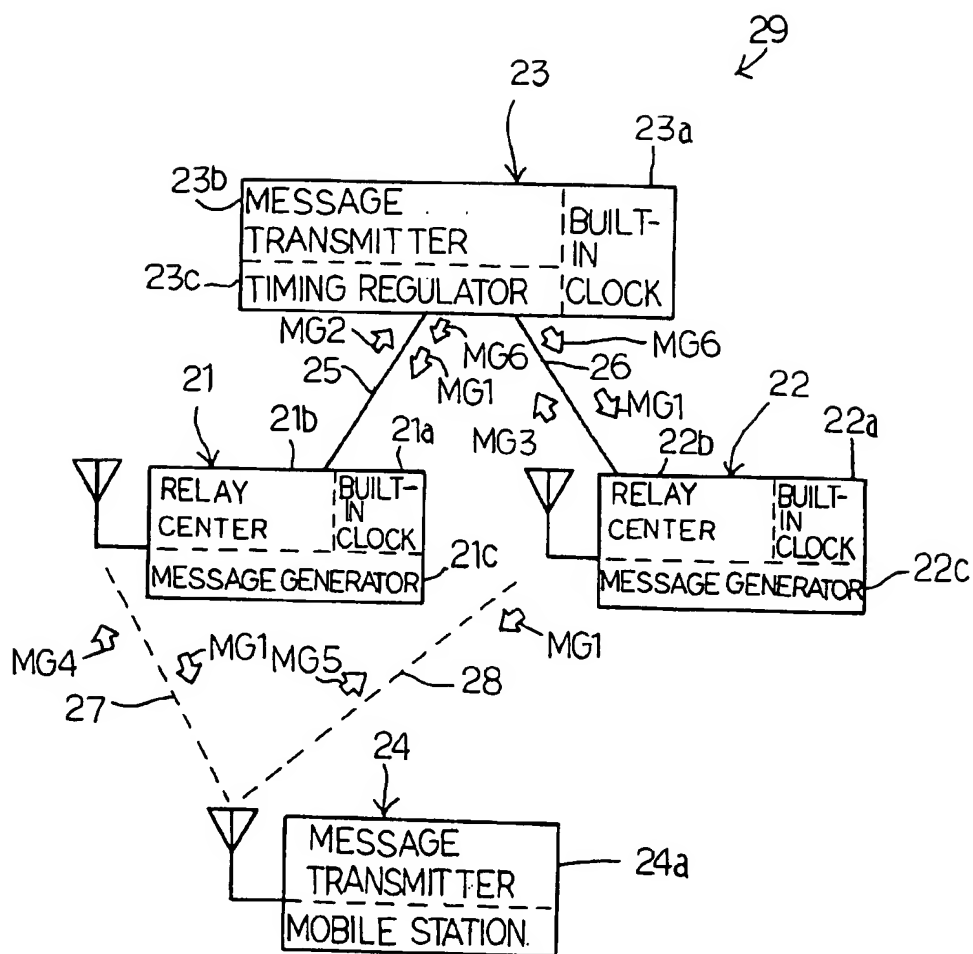 29
23
23a
23b
MESSAGE
TRANSMITTER
BUILT-
IN
CLOCK
23c
TIMING REGULATOR
MG2
MG6
MG6
25
26
MG1
MG1
MG3
21
21b
21a
22
22b
22a
RELAY
CENTER
BUILT-
IN
CLOCK
MESSAGE GENERATOR
21c
RELAY
CENTER
BUILT-
IN
CLOCK
MESSAGE GENERATOR
22c
MG4
MG1
MG5
MG1
27
28
24
MESSAGE
TRANSMITTER
24a
MOBILE STATION.